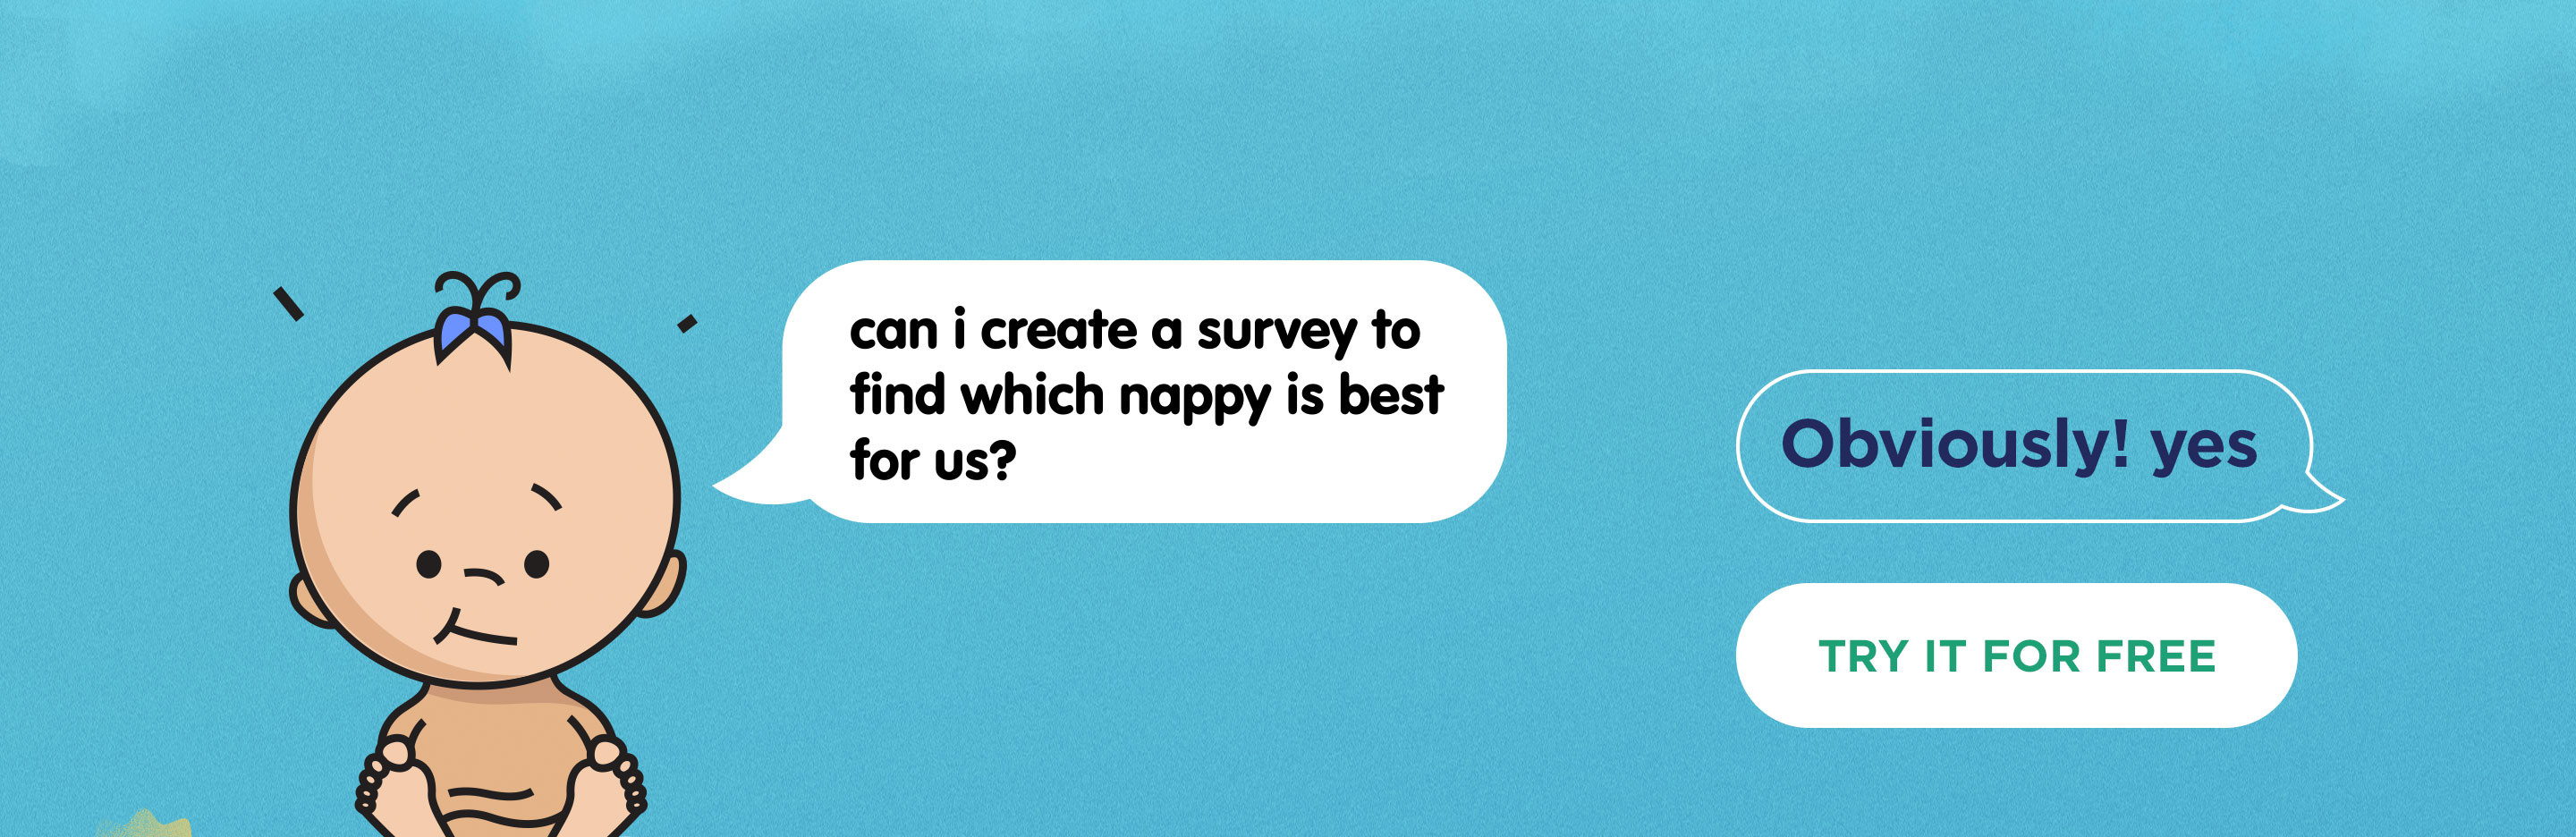 can i create a survey to
find which nappy is best
for us?
Obviously! yes
TRY IT FOR FREE